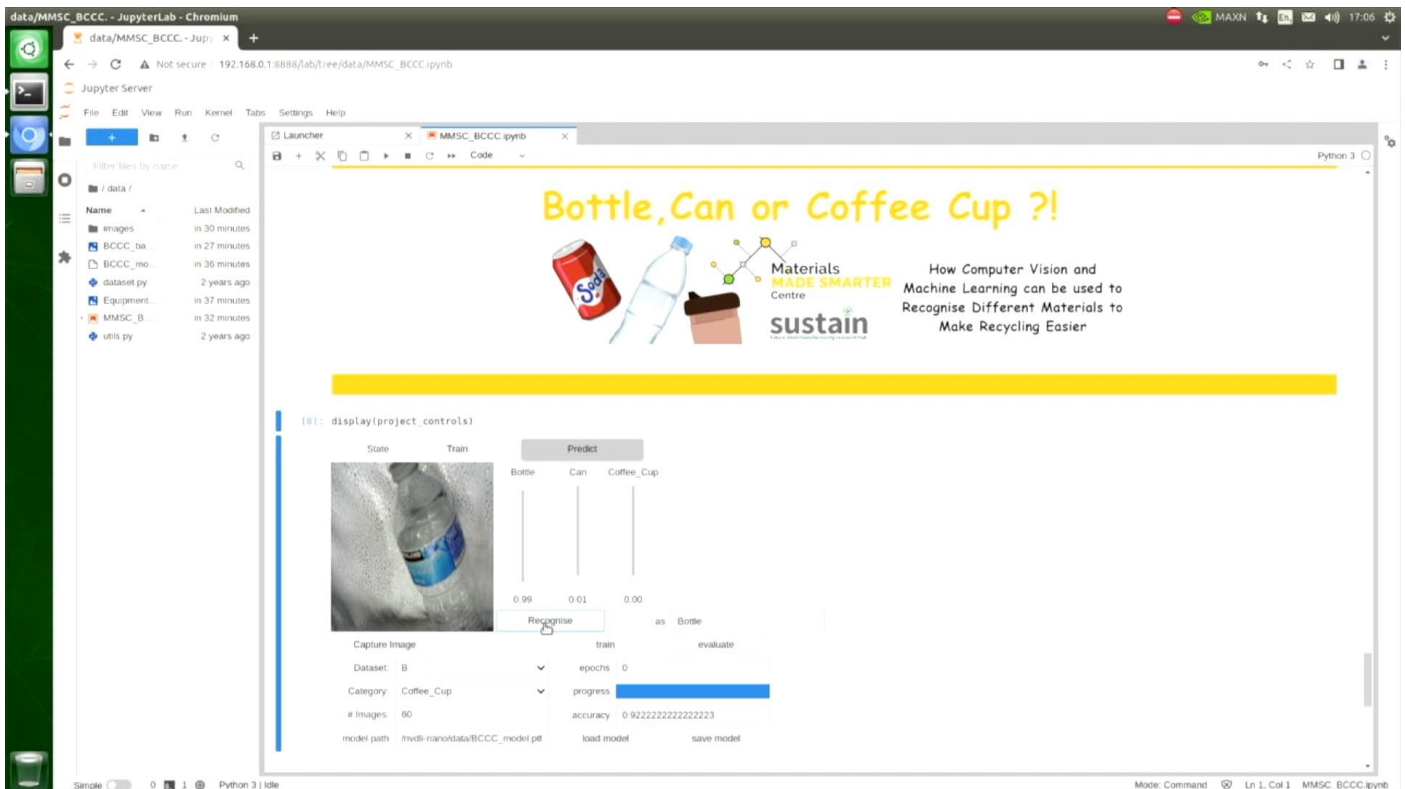 data/MMSC_BCCC. - JupyterLab - Chromium
MAXN En 17:06
data/MMSC_BCCC. - Jup
Not secure 192.168.0.1:8888/lab/tree/data/MMSC_BCCC.ipynb
Jupyter Server
File Edit View Run Kernel Tabs Settings Help
Launcher
MMSC_BCCC.ipynb
Code
Python 3
Filter files by name
/ data /
Name Last Modified
images in 30 minutes
BCCC_ba... in 27 minutes
BCCC_mo... in 36 minutes
dataset.py 2 years ago
Equipment... in 37 minutes
MMSC_B... in 32 minutes
utils.py 2 years ago
Bottle, Can or Coffee Cup ?!
Soda
Materials
MADE SMARTER
Centre
sustain
How Computer Vision and
Machine Learning can be used to
Recognise Different Materials to
Make Recycling Easier
[8]: display(project_controls)
State Train Predict
Bottle Can Coffee_Cup
0.99 0.01 0.00
Recognise as Bottle
Capture Image train evaluate
Dataset: B epochs 0
Category: Coffee_Cup progress
# Images: 60 accuracy 0.9222222222222223
model path /nvdli-nano/data/BCCC_model.pt load model save model
Simple 0 1 Python 3 | Idle
Mode: Command Ln 1, Col 1 MMSC_BCCC.ipynb